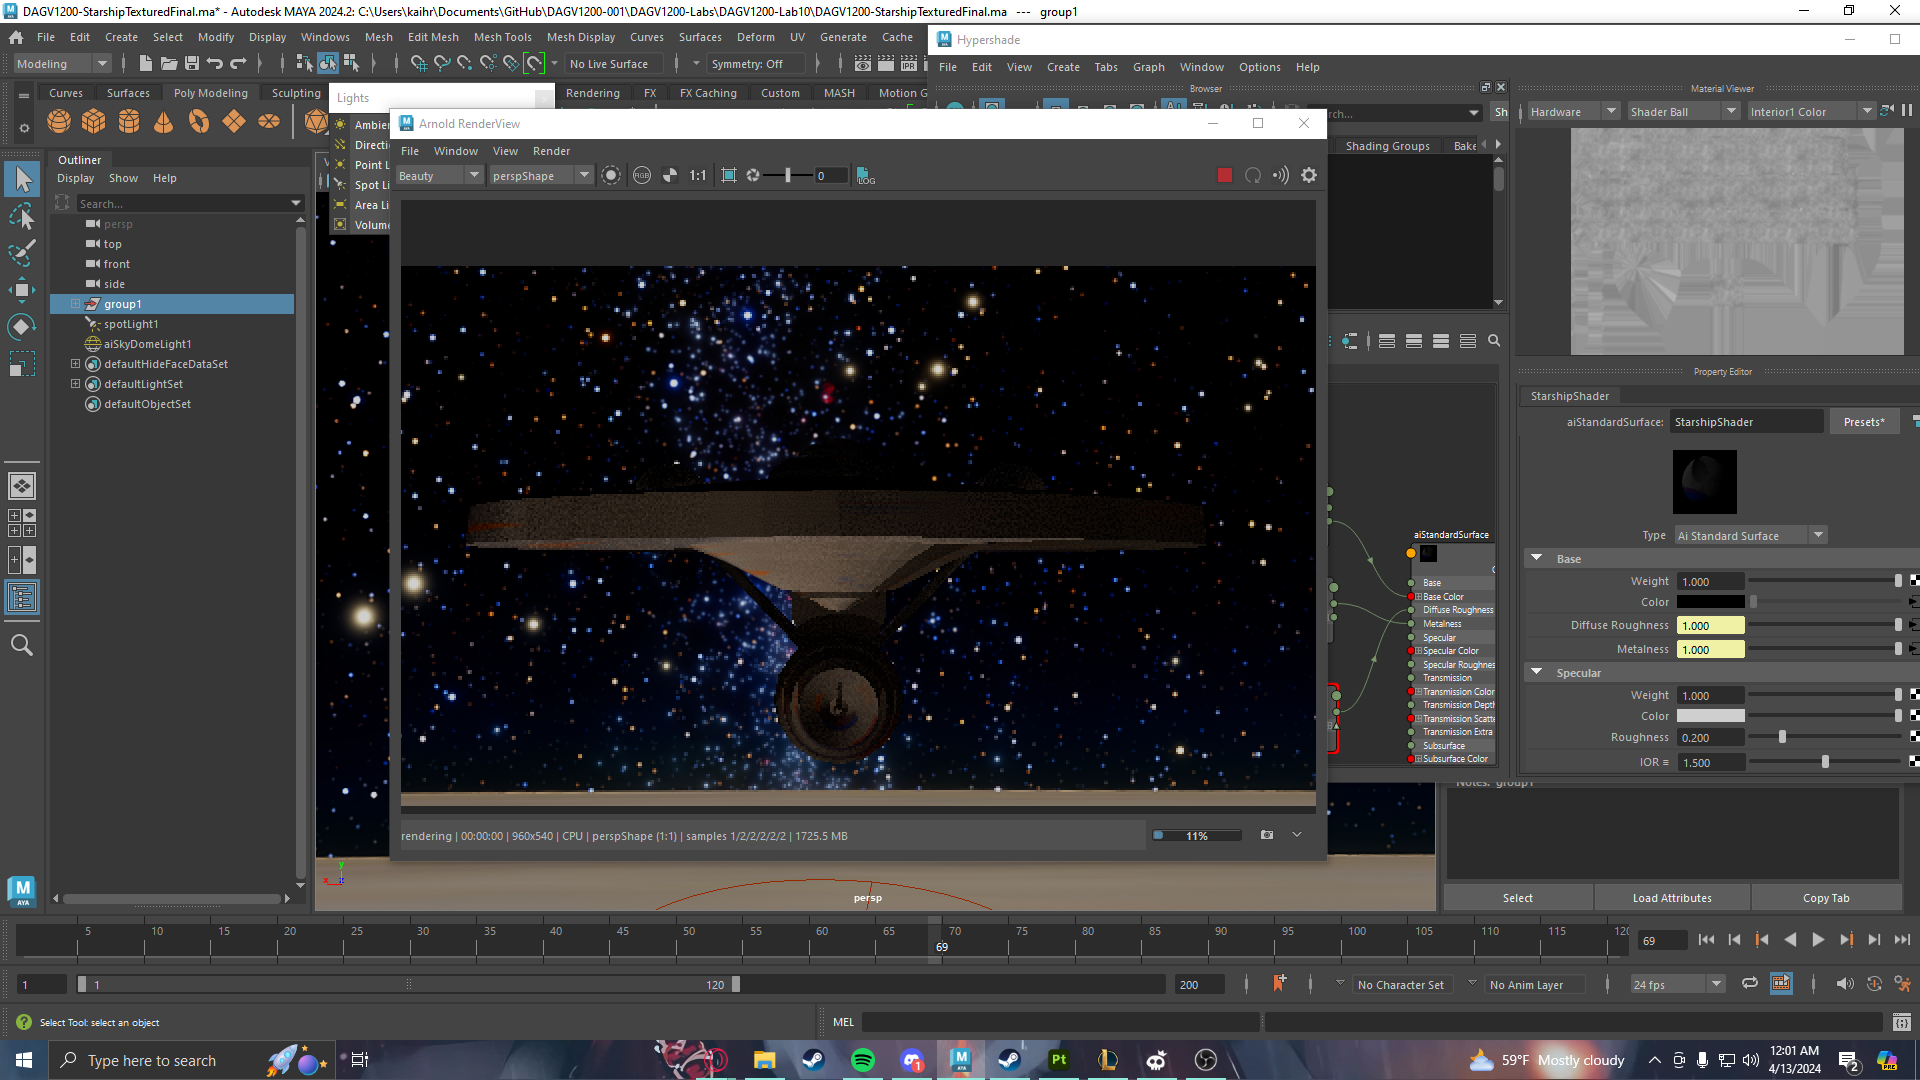 DAGV1200-StarshipTexturedFinal.ma* - Autodesk MAYA 2024.2: C:\Users\kaihr\Documents\GitHub\DAGV1200-001\DAGV1200-Labs\DAGV1200-Lab10\DAGV1200-StarshipTexturedFinal.ma --- group1
File Edit Create Select Modify Display Windows Mesh Edit Mesh Mesh Tools Mesh Display Curves Surfaces Deform UV Generate Cache
Hypershade
Modeling
No Live Surface
Symmetry: Off
IPR
File Edit View Create Tabs Graph Window Options Help
Browser
Curves Surfaces Poly Modeling Sculpting
Lights
Rendering FX FX Caching Custom MASH Motion G
Material Viewer
Hardware
Shader Ball
Interior1 Color
Sh
Ambien
Directi
Point L
Spot Li
Area Li
Volume
Arnold RenderView
File Window View Render
Beauty
perspShape
RGB
1:1
0
LOG
Shading Groups
Bake
Outliner
Display Show Help
Search...
persp
top
front
side
group1
spotLight1
aiSkyDomeLight1
defaultHideFaceDataSet
defaultLightSet
defaultObjectSet
rendering | 00:00:00 | 960x540 | CPU | perspShape (1:1) | samples 1/2/2/2/2/2 | 1725.5 MB
11%
aiStandardSurface
Base
Base Color
Diffuse Roughness
Metalness
Specular
Specular Color
Specular Roughnes
Transmission
Transmission Color
Transmission Depth
Transmission Scatte
Transmission Extra
Subsurface
Subsurface Color
Property Editor
StarshipShader
aiStandardSurface: StarshipShader
Presets*
Type Ai Standard Surface
Base
Weight 1.000
Color
Diffuse Roughness 1.000
Metalness 1.000
Specular
Weight 1.000
Color
Roughness 0.200
IOR 1.500
Notes: group1
Select
Load Attributes
Copy Tab
y
x
z
persp
MAYA
5 10 15 20 25 30 35 40 45 50 55 60 65 70 75 80 85 90 95 100 105 110 115 120
69
69
1
1
120
200
No Character Set
No Anim Layer
24 fps
Select Tool: select an object
MEL
Type here to search
1
Pt
59°F Mostly cloudy
12:01 AM
4/13/2024
2
PRE